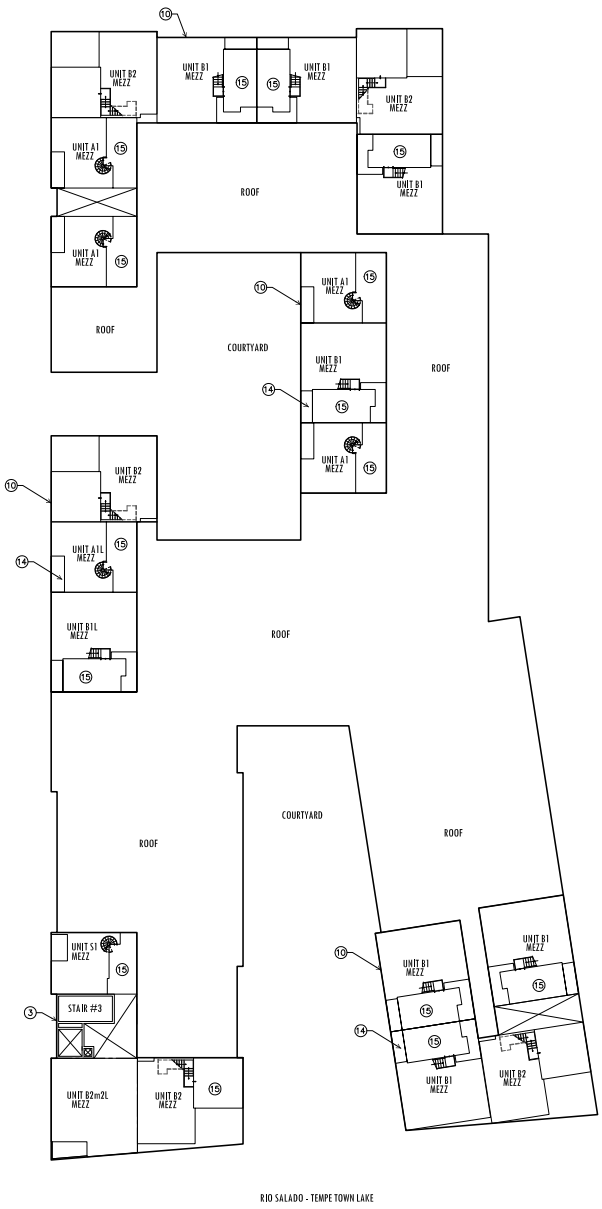 10
UNIT B2
MEZZ
UNIT B1
MEZZ
15
15
UNIT B1
MEZZ
UNIT B2
MEZZ
UNIT A1
MEZZ
15
15
UNIT B1
MEZZ
ROOF
UNIT A1
MEZZ
15
ROOF
COURTYARD
10
UNIT A1
MEZZ
15
UNIT B1
MEZZ
ROOF
14
15
UNIT A1
MEZZ
15
UNIT B2
MEZZ
10
UNIT A1L
MEZZ
15
14
UNIT B1L
MEZZ
15
ROOF
COURTYARD
ROOF
ROOF
UNIT S1
MEZZ
15
3
STAIR #3
10
UNIT B1
MEZZ
15
UNIT B1
MEZZ
15
14
15
UNIT B1
MEZZ
UNIT B2
MEZZ
UNIT B2m2L
MEZZ
UNIT B2
MEZZ
15
RIO SALADO - TEMPE TOWN LAKE